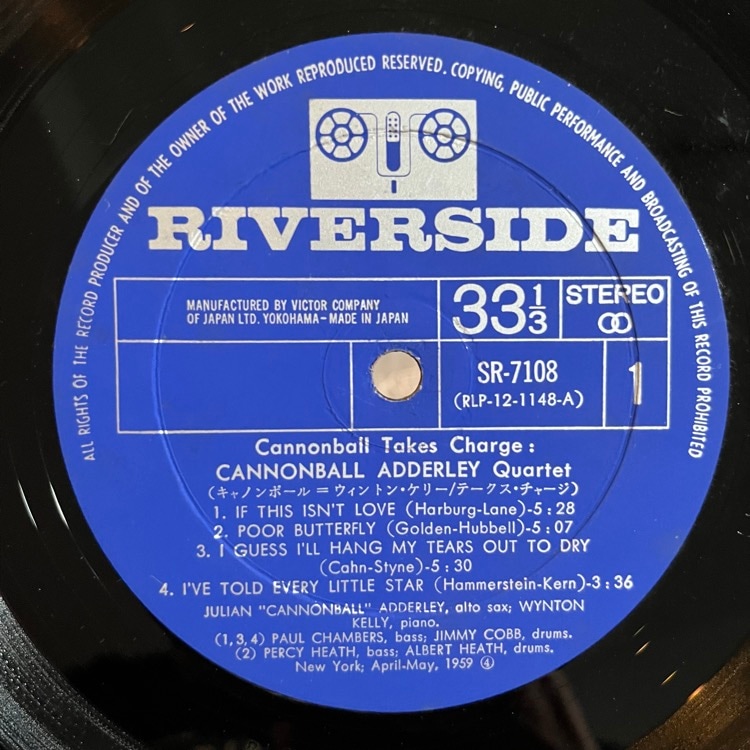 ALL RIGHTS OF THE RECORD PRODUCER AND OF THE OWNER OF THE WORK REPRODUCED RESERVED. COPYING, PUBLIC PERFORMANCE AND BROADCASTING OF THIS RECORD PROHIBITED
RIVERSIDE
MANUFACTURED BY VICTOR COMPANY
OF JAPAN LTD. YOKOHAMA–MADE IN JAPAN
33 1/3
STEREO
SR-7108
(RLP-12-1148-A)
1
Cannonball Takes Charge:
CANNONBALL ADDERLEY Quartet
(キャノンボール=ウィントン・ケリー/テークス・チャージ)
1. IF THIS ISN'T LOVE (Harburg-Lane)-5:28
2. POOR BUTTERFLY (Golden-Hubbell)-5:07
3. I GUESS I'LL HANG MY TEARS OUT TO DRY
(Cahn-Styne)-5:30
4. I'VE TOLD EVERY LITTLE STAR (Hammerstein-Kern)-3:36
JULIAN "CANNONBALL" ADDERLEY, alto sax; WYNTON
KELLY, piano.
(1,3,4) PAUL CHAMBERS, bass; JIMMY COBB, drums.
(2) PERCY HEATH, bass; ALBERT HEATH, drums.
New York; April-May, 1959 ④